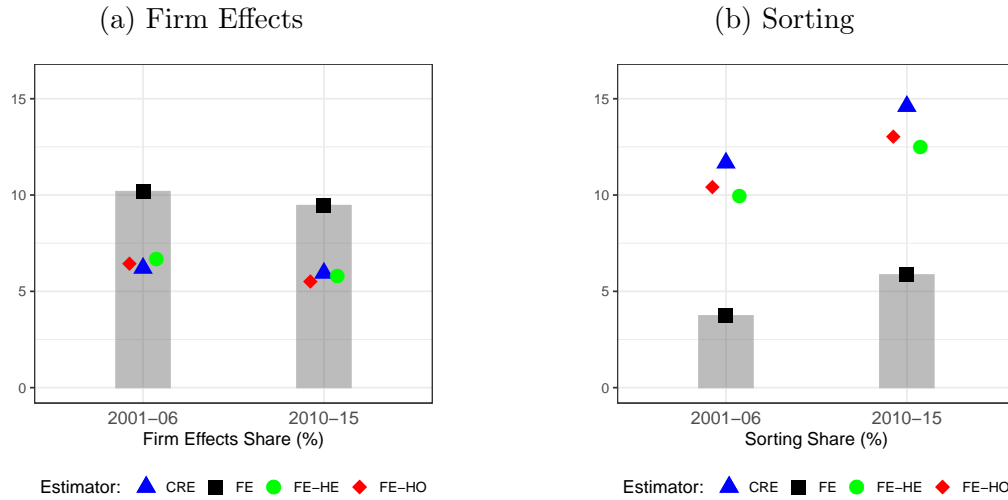 (a) Firm Effects
15
10
5
0
2001–06 2010–15
Firm Effects Share (%)
Estimator: CRE FE FE–HE FE–HO
(b) Sorting
15
10
5
0
2001–06 2010–15
Sorting Share (%)
Estimator: CRE FE FE–HE FE–HO